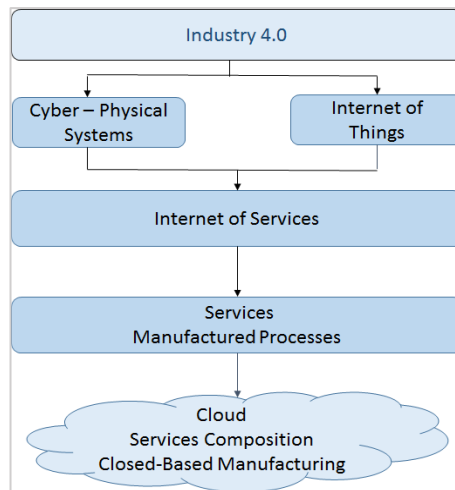 Industry 4.0
Cyber – Physical
Systems
Internet of
Things
Internet of Services
Services
Manufactured Processes
Cloud
Services Composition
Closed-Based Manufacturing